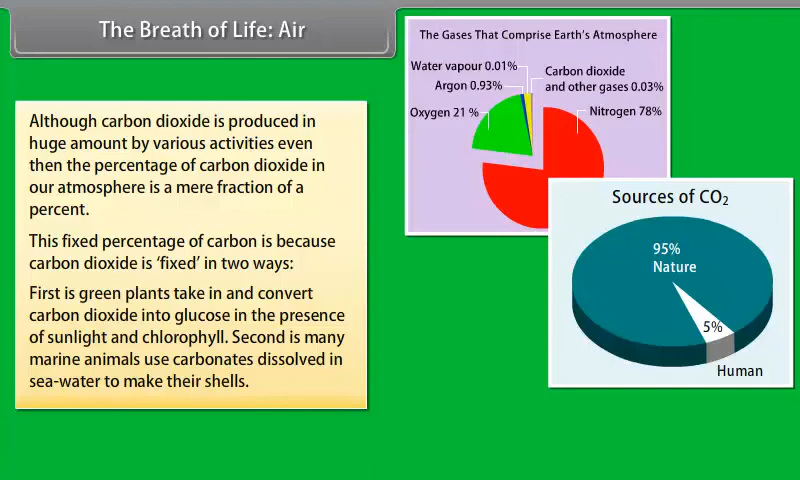 The Breath of Life: Air
Although carbon dioxide is produced in
huge amount by various activities even
then the percentage of carbon dioxide in
our atmosphere is a mere fraction of a
percent.
This fixed percentage of carbon is because
carbon dioxide is ‘fixed’ in two ways:
First is green plants take in and convert
carbon dioxide into glucose in the presence
of sunlight and chlorophyll. Second is many
marine animals use carbonates dissolved in
sea-water to make their shells.
The Gases That Comprise Earth's Atmosphere
Water vapour 0.01%
Argon 0.93%
Oxygen 21 %
Carbon dioxide
and other gases 0.03%
Nitrogen 78%
Sources of CO₂
95%
Nature
5%
Human